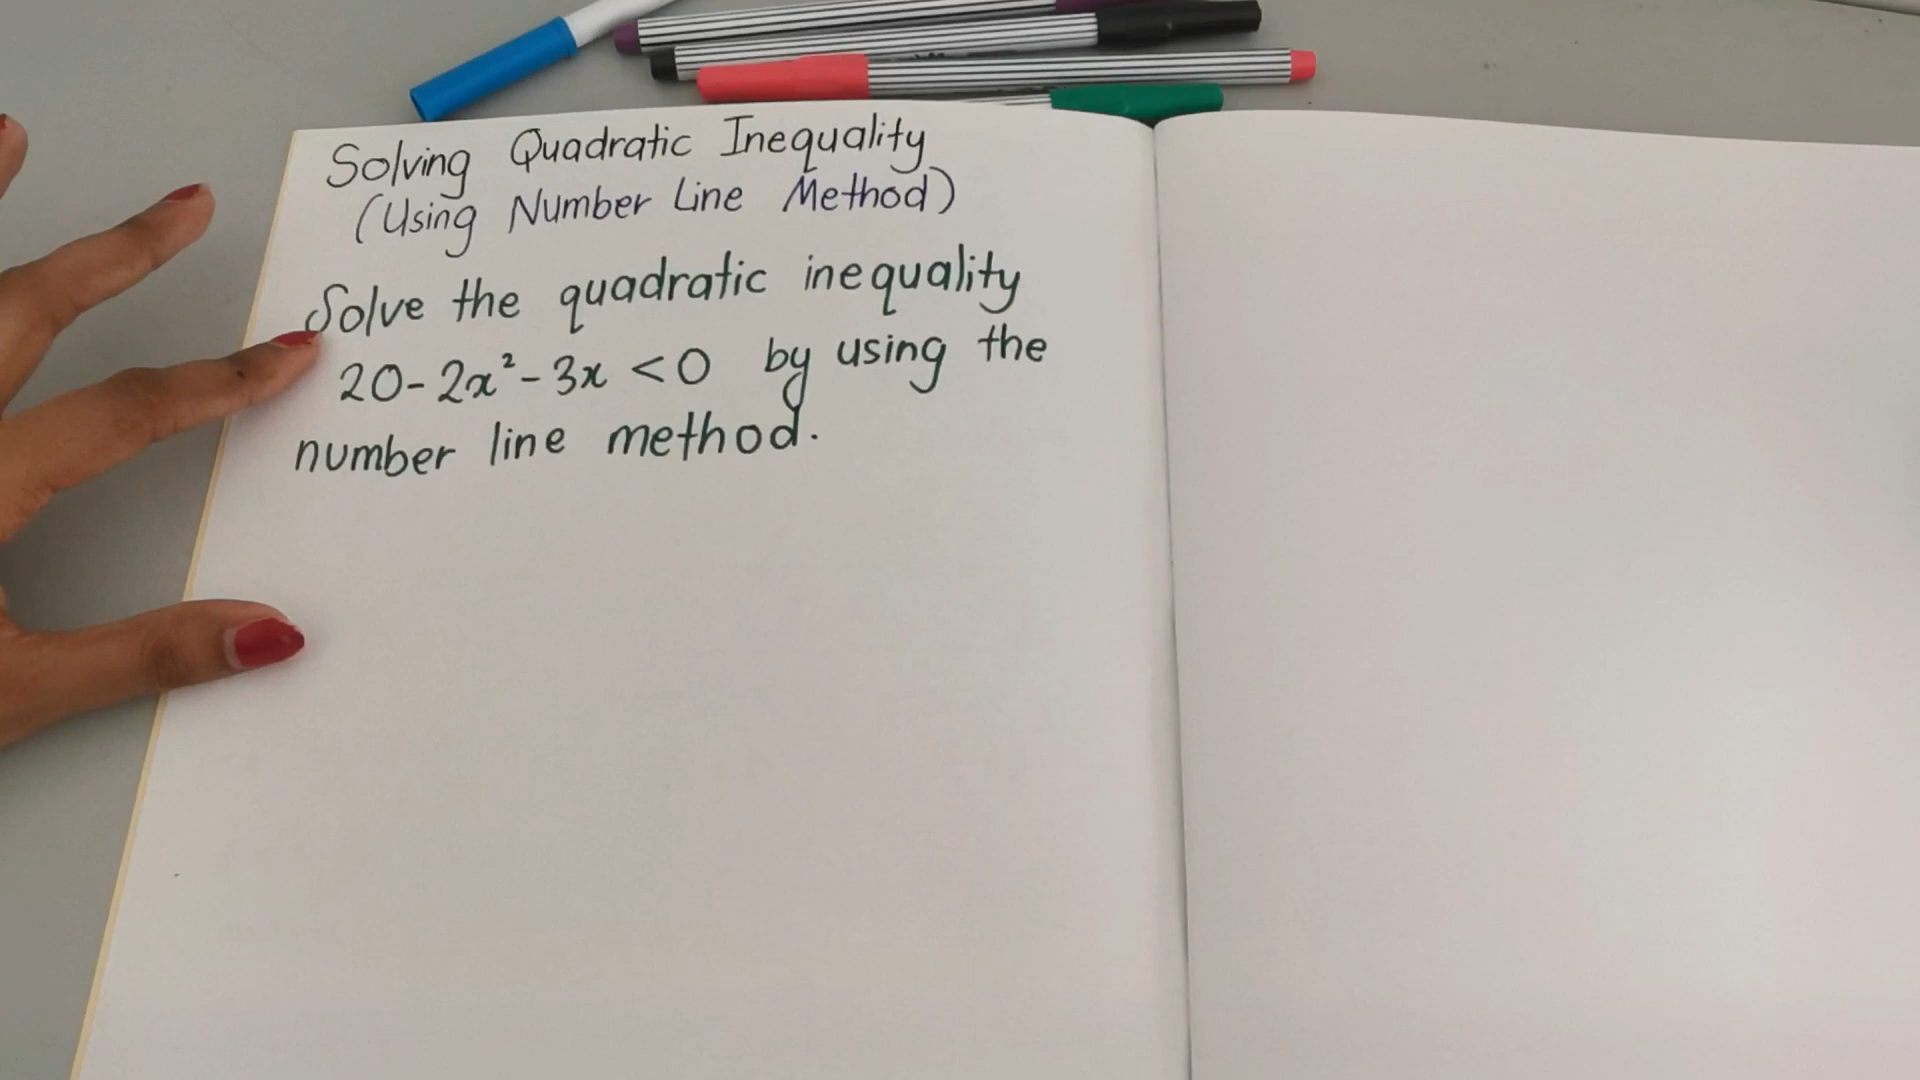 Solving Quadratic Inequality
(Using Number Line Method)
Solve the quadratic inequality
20-2x²-3x <0 by using the
number line method.